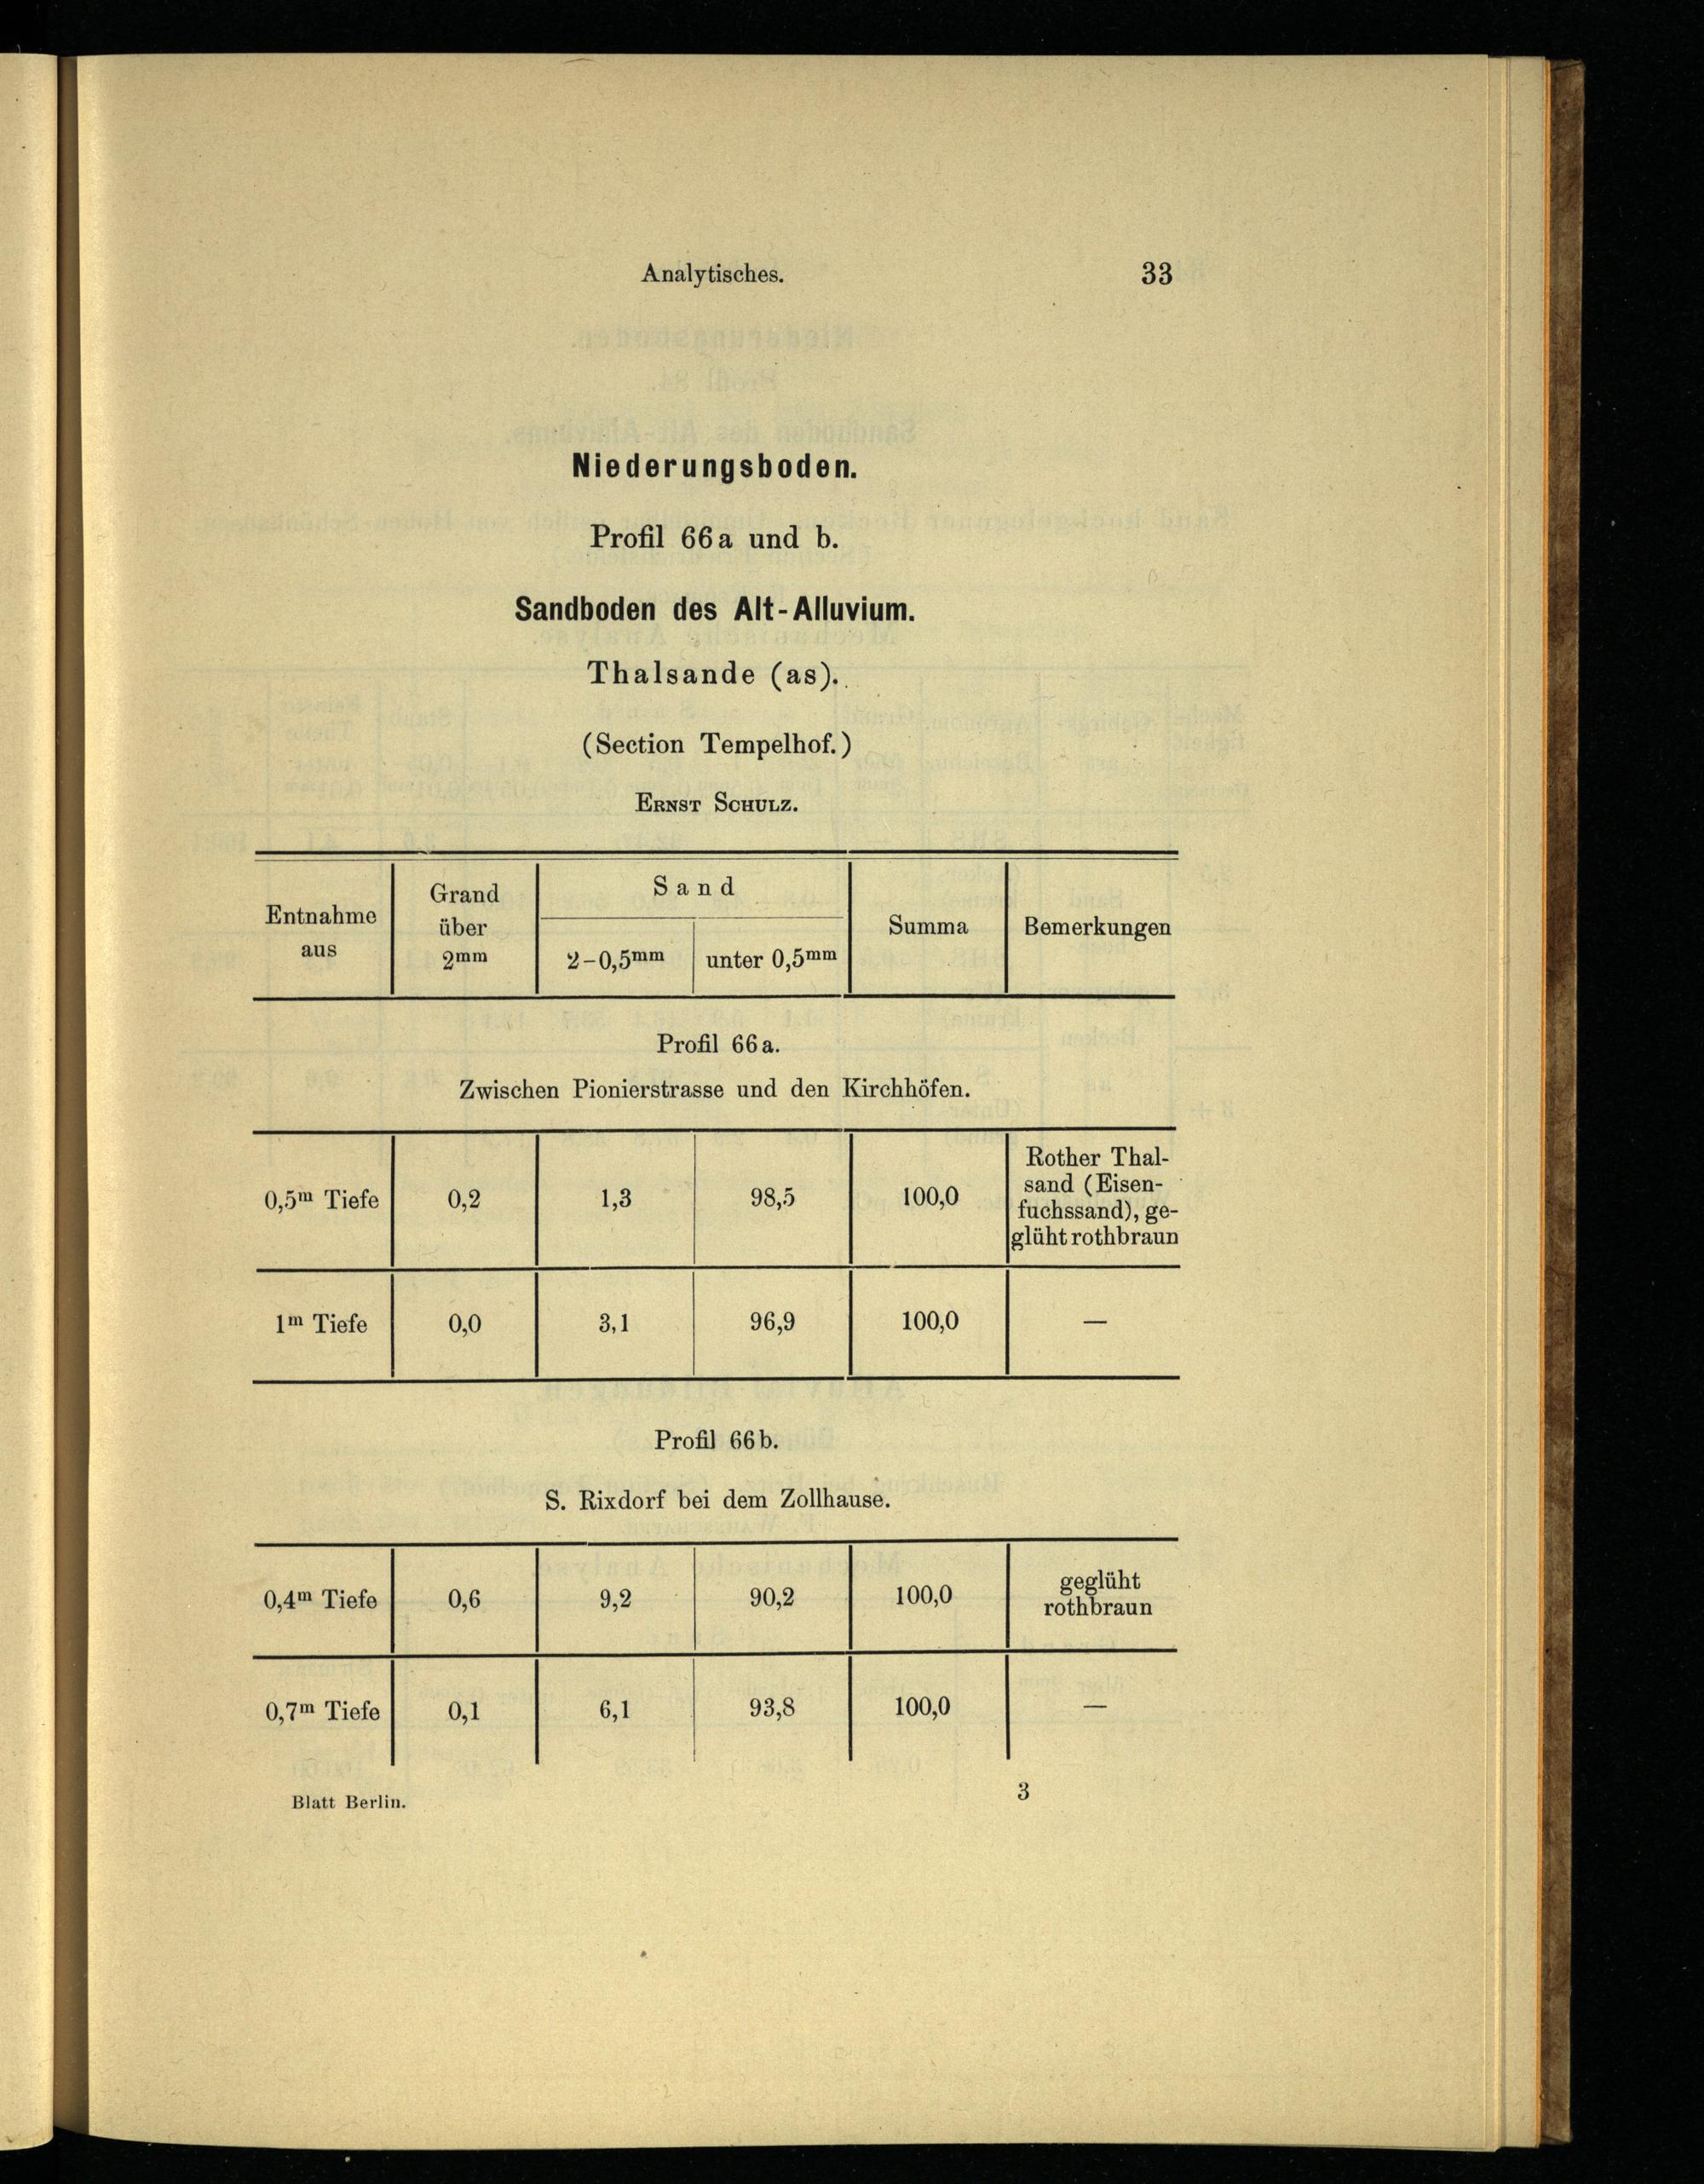 Analytisches. 33
Niederungsboden.
Profil 66a und b.
Sandboden des Alt-Alluvium.
Thalsande (as).
(Section Tempelhof.)
ERNST SCHULZ.
Entnahme aus | Grand über 2mm | Sand 2–0,5mm | Sand unter 0,5mm | Summa | Bemerkungen
Profil 66a.
Zwischen Pionierstrasse und den Kirchhöfen.
0,5m Tiefe | 0,2 | 1,3 | 98,5 | 100,0 | Rother Thal-
sand (Eisen-
fuchssand), ge-
glüht rothbraun
1m Tiefe | 0,0 | 3,1 | 96,9 | 100,0 | —
Profil 66b.
S. Rixdorf bei dem Zollhause.
0,4m Tiefe | 0,6 | 9,2 | 90,2 | 100,0 | geglüht
rothbraun
0,7m Tiefe | 0,1 | 6,1 | 93,8 | 100,0 | —
Blatt Berlin. 3